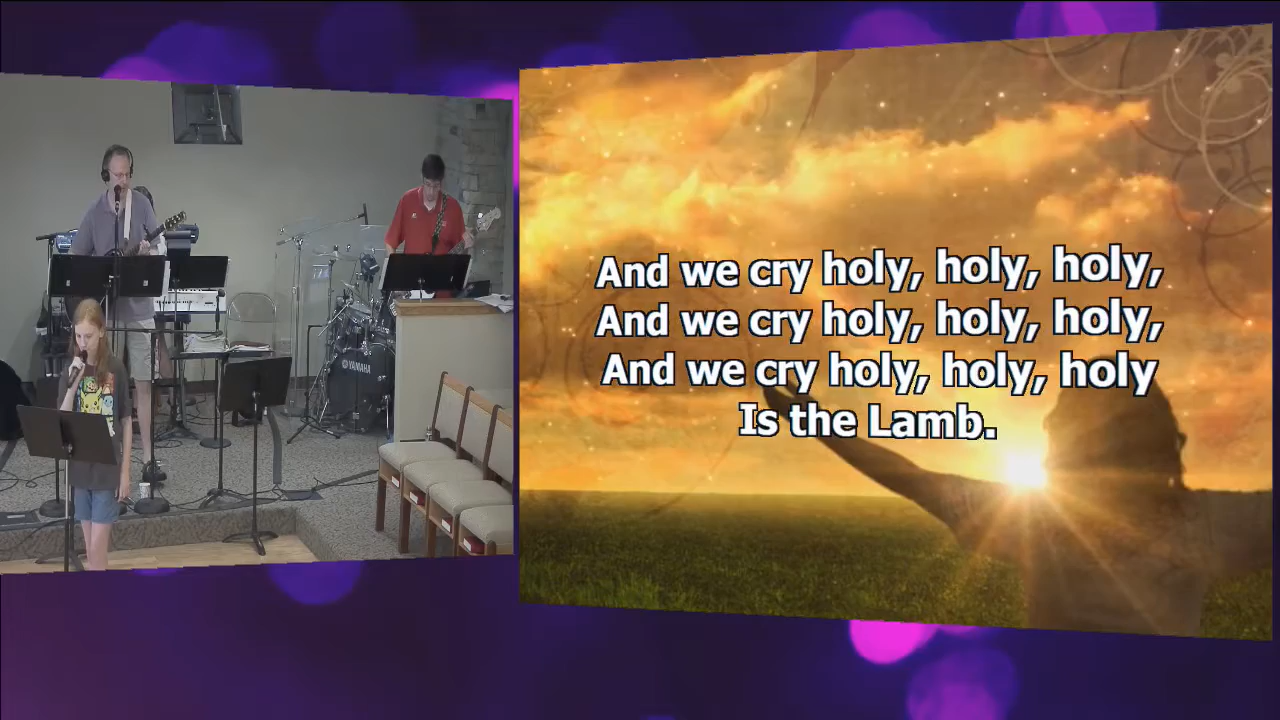 And we cry holy, holy, holy,
And we cry holy, holy, holy,
And we cry holy, holy, holy
Is the Lamb.
YAMAHA